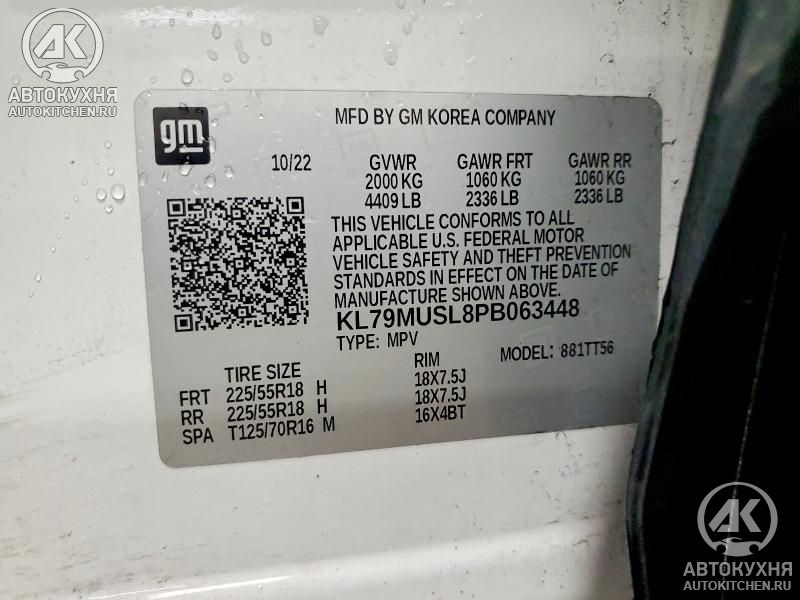 AK
АВТОКУХНЯ
AUTOKITCHEN.RU
gm
MFD BY GM KOREA COMPANY
10/22 GVWR GAWR FRT GAWR RR
2000 KG 1060 KG 1060 KG
4409 LB 2336 LB 2336 LB
THIS VEHICLE CONFORMS TO ALL
APPLICABLE U.S. FEDERAL MOTOR
VEHICLE SAFETY AND THEFT PREVENTION
STANDARDS IN EFFECT ON THE DATE OF
MANUFACTURE SHOWN ABOVE.
KL79MUSL8PB063448
TYPE: MPV MODEL: 881TT56
TIRE SIZE RIM
FRT 225/55R18 H 18X7.5J
RR 225/55R18 H 18X7.5J
SPA T125/70R16 M 16X4BT
AK
АВТОКУХНЯ
AUTOKITCHEN.RU